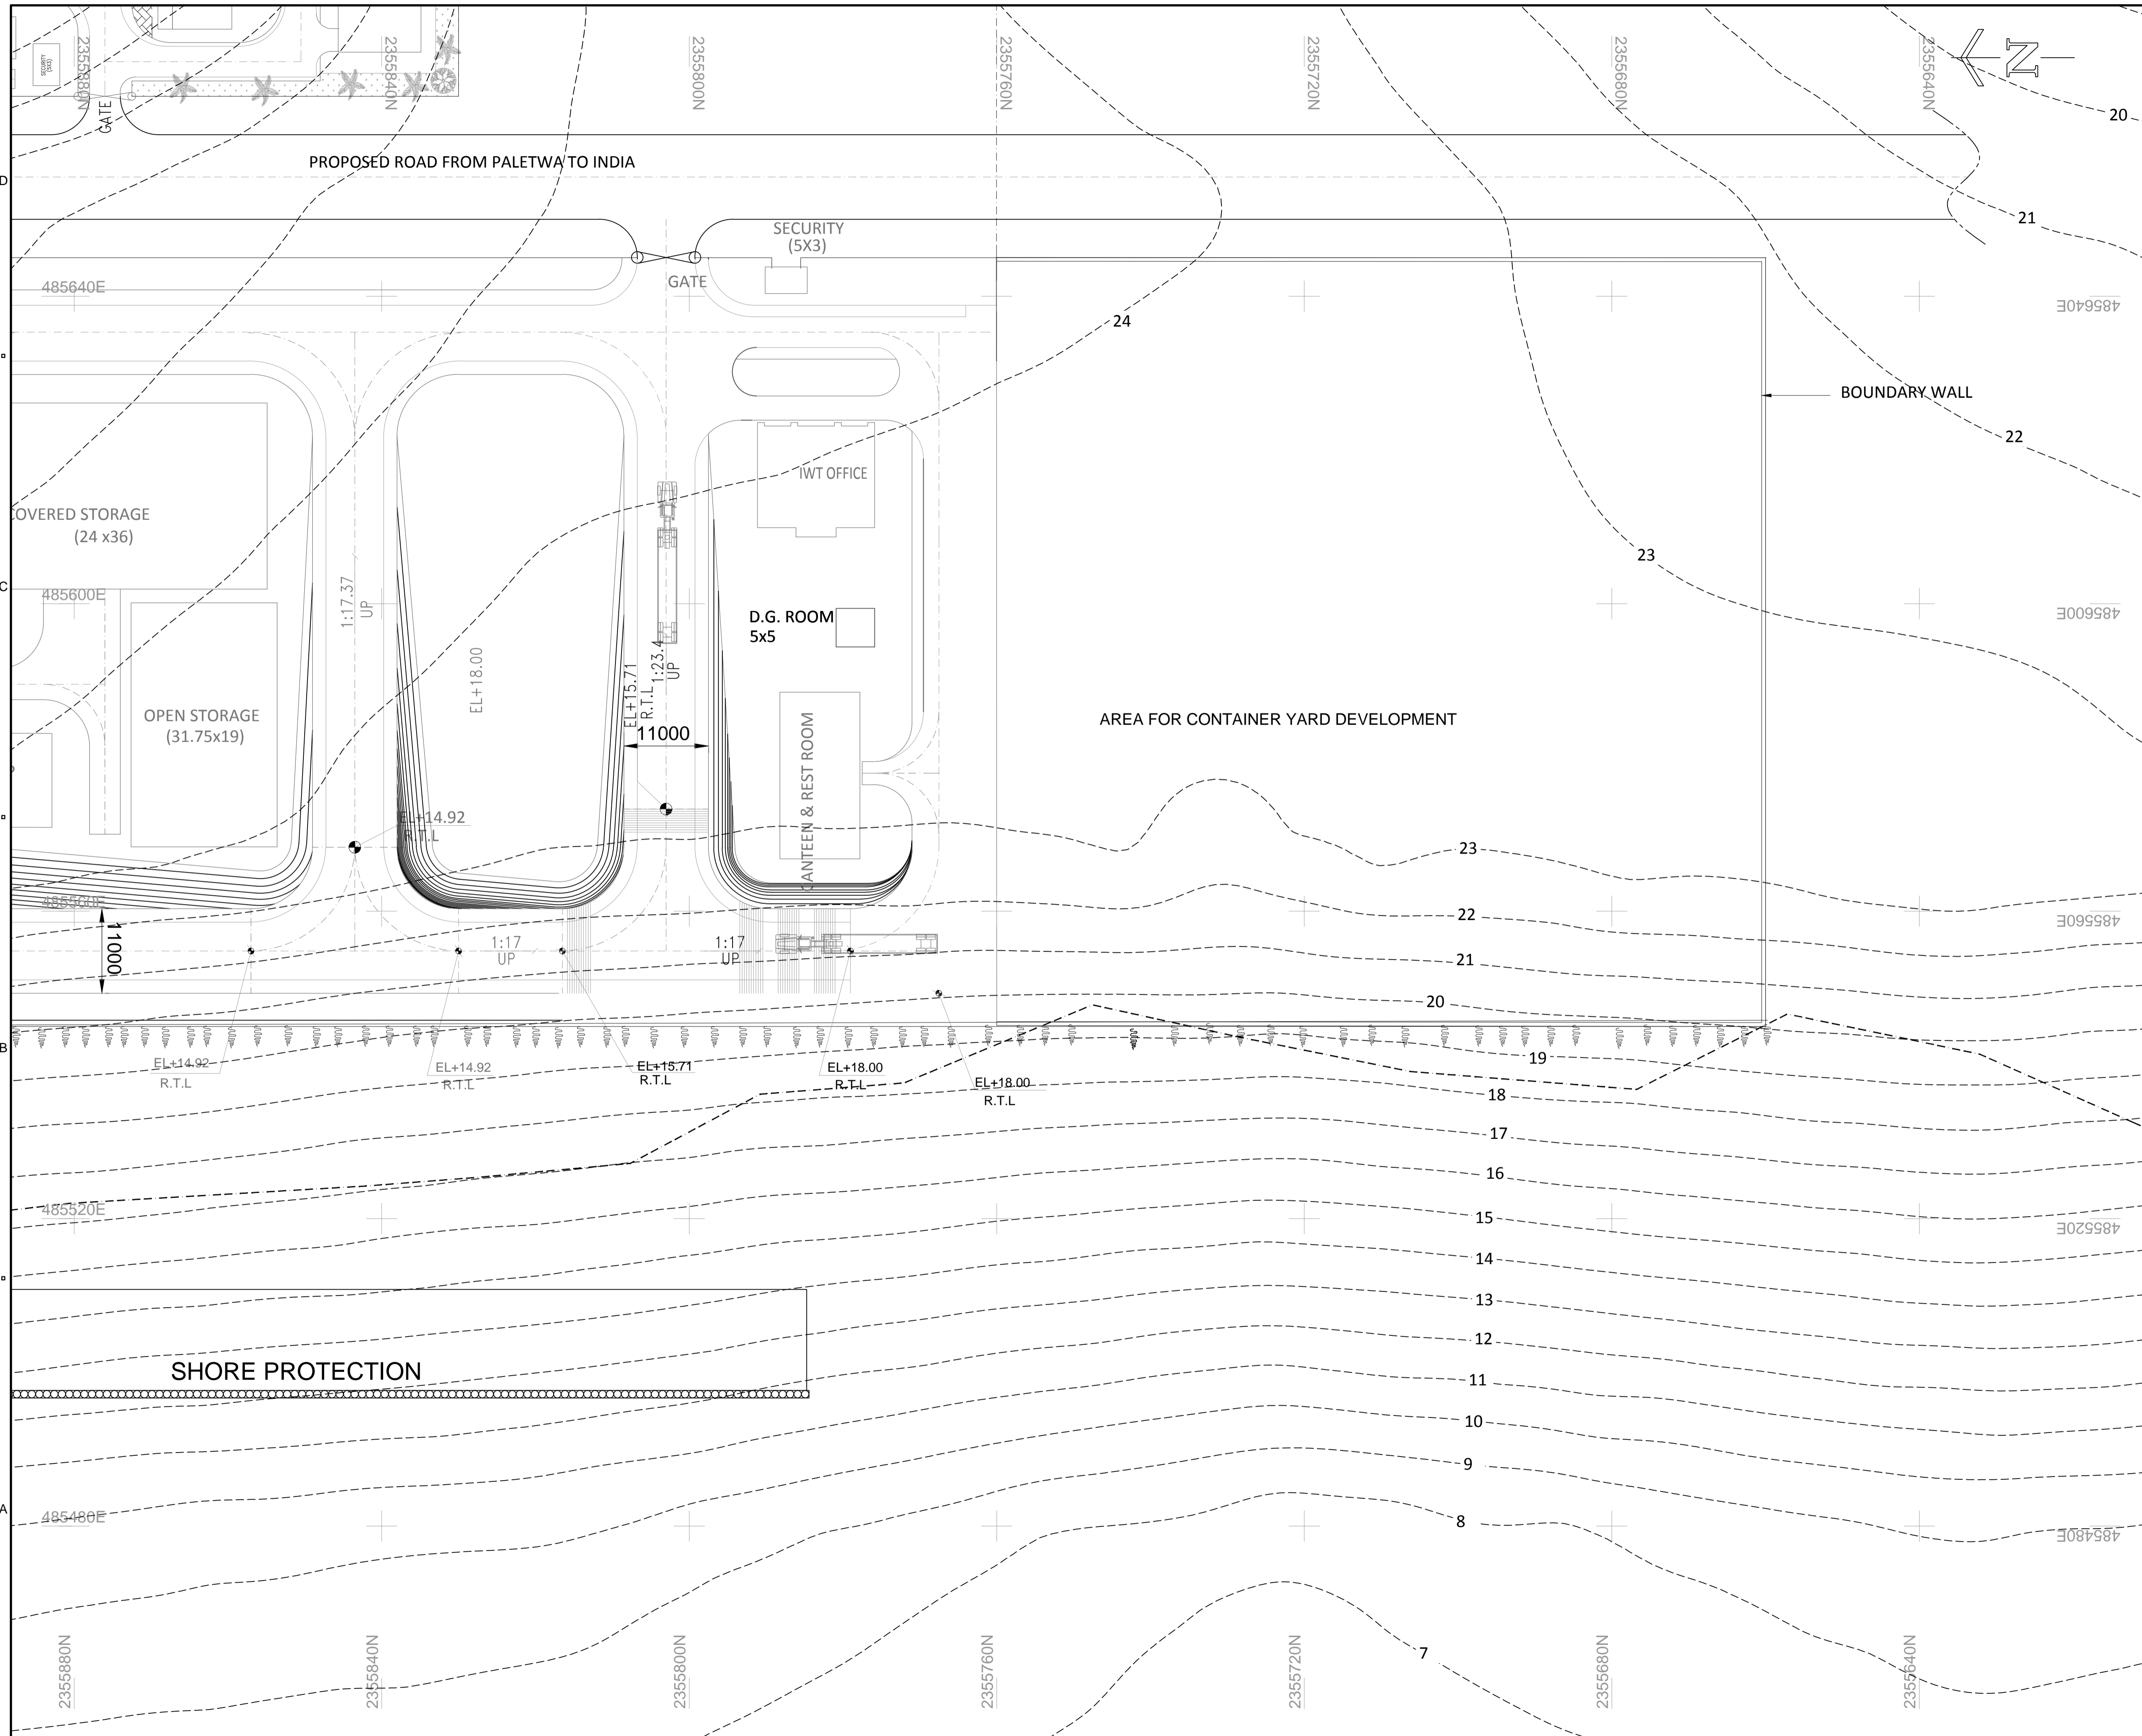 2355880N
2355840N
2355800N
2355760N
2355720N
2355680N
2355640N
N
SECURITY
(5X3)
GATE
20
D
PROPOSED ROAD FROM PALETWA TO INDIA
21
SECURITY
(5X3)
GATE
485640E
485640E
24
BOUNDARY WALL
22
IWT OFFICE
COVERED STORAGE
(24 x36)
23
C
485600E
485600E
1:17.37
UP
D.G. ROOM
5x5
EL+18.00
EL+15.71
R.T.L
1:23.4
UP
OPEN STORAGE
(31.75x19)
11000
CANTEEN & REST ROOM
AREA FOR CONTAINER YARD DEVELOPMENT
EL+14.92
R.T.L
23
485560E
485560E
22
11000
1:17
UP
1:17
UP
21
20
B
19
EL+14.92
R.T.L
EL+14.92
R.T.L
EL+15.71
R.T.L
EL+18.00
R.T.L
EL+18.00
R.T.L
18
17
16
485520E
485520E
15
14
13
12
SHORE PROTECTION
11
10
9
A
485480E
485480E
8
7
2355880N
2355840N
2355800N
2355760N
2355720N
2355680N
2355640N